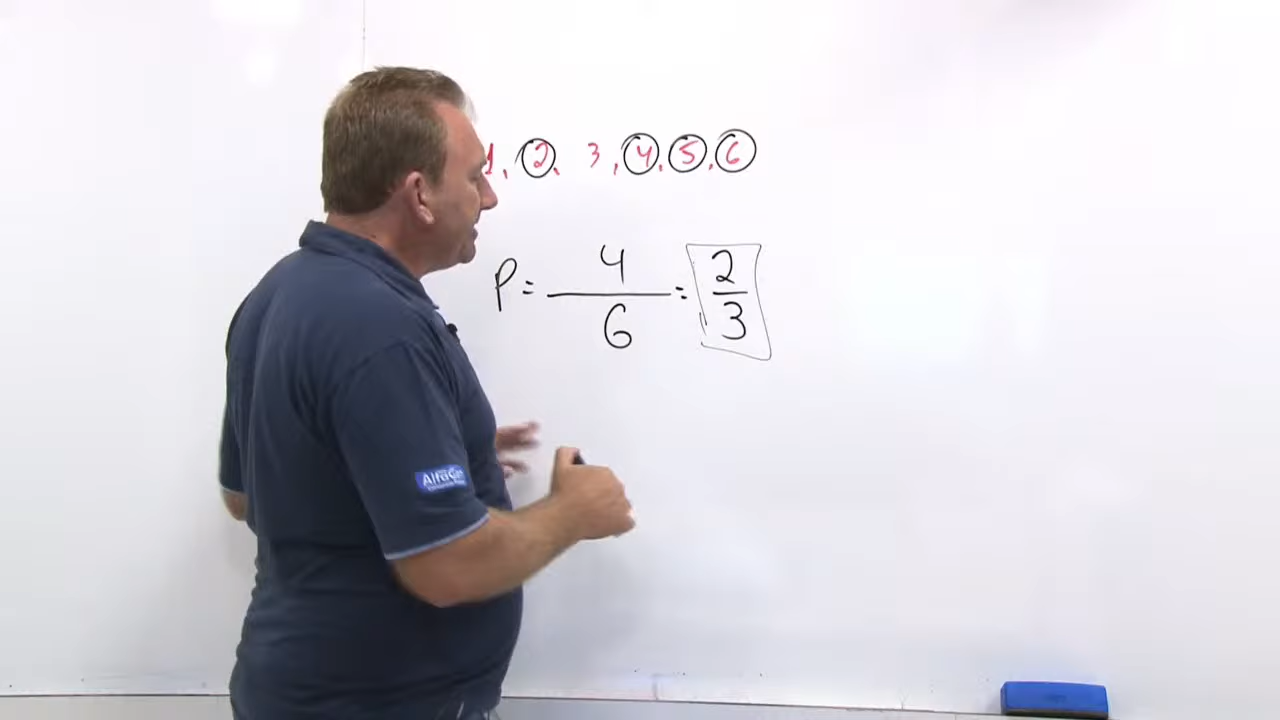 1, 2, 3, 4, 5, 6
P = 4/6 = 2/3